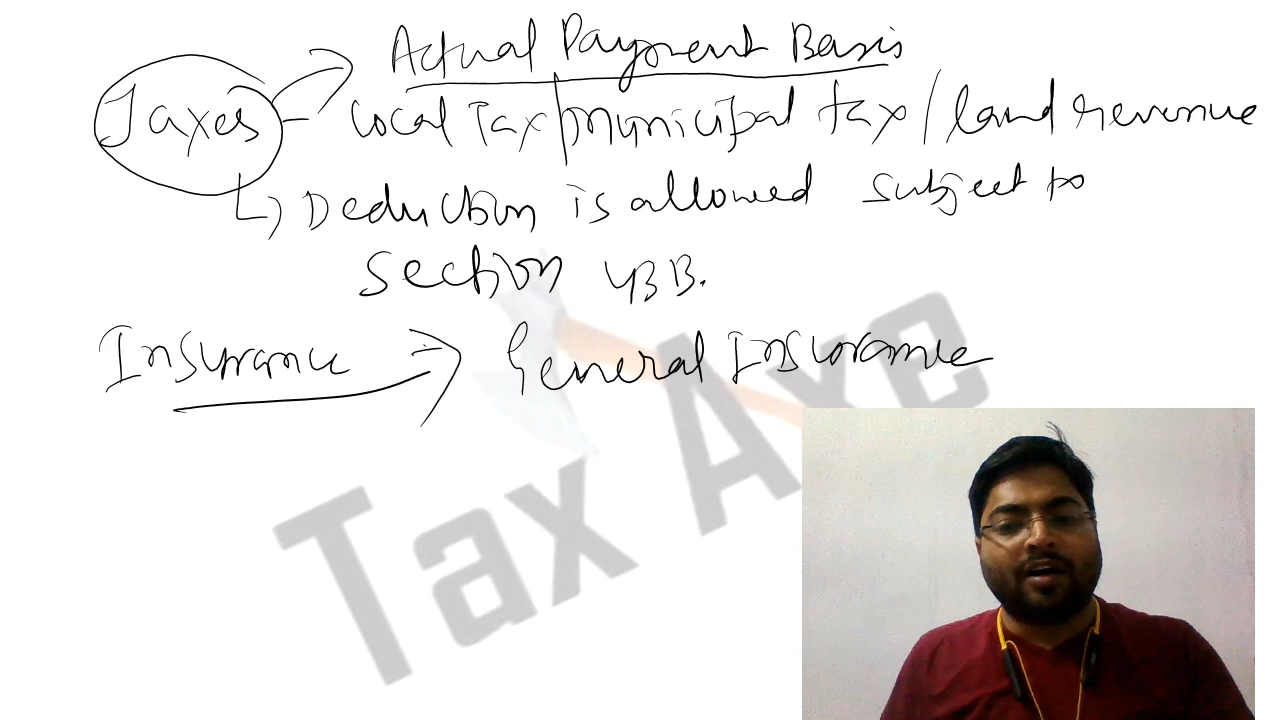 Actual Payment Basis
Taxes - Local Tax/municipal tax/land revenue
Deduction is allowed subject to
section 43B.
Insurance → General Insurance
Tax Axe